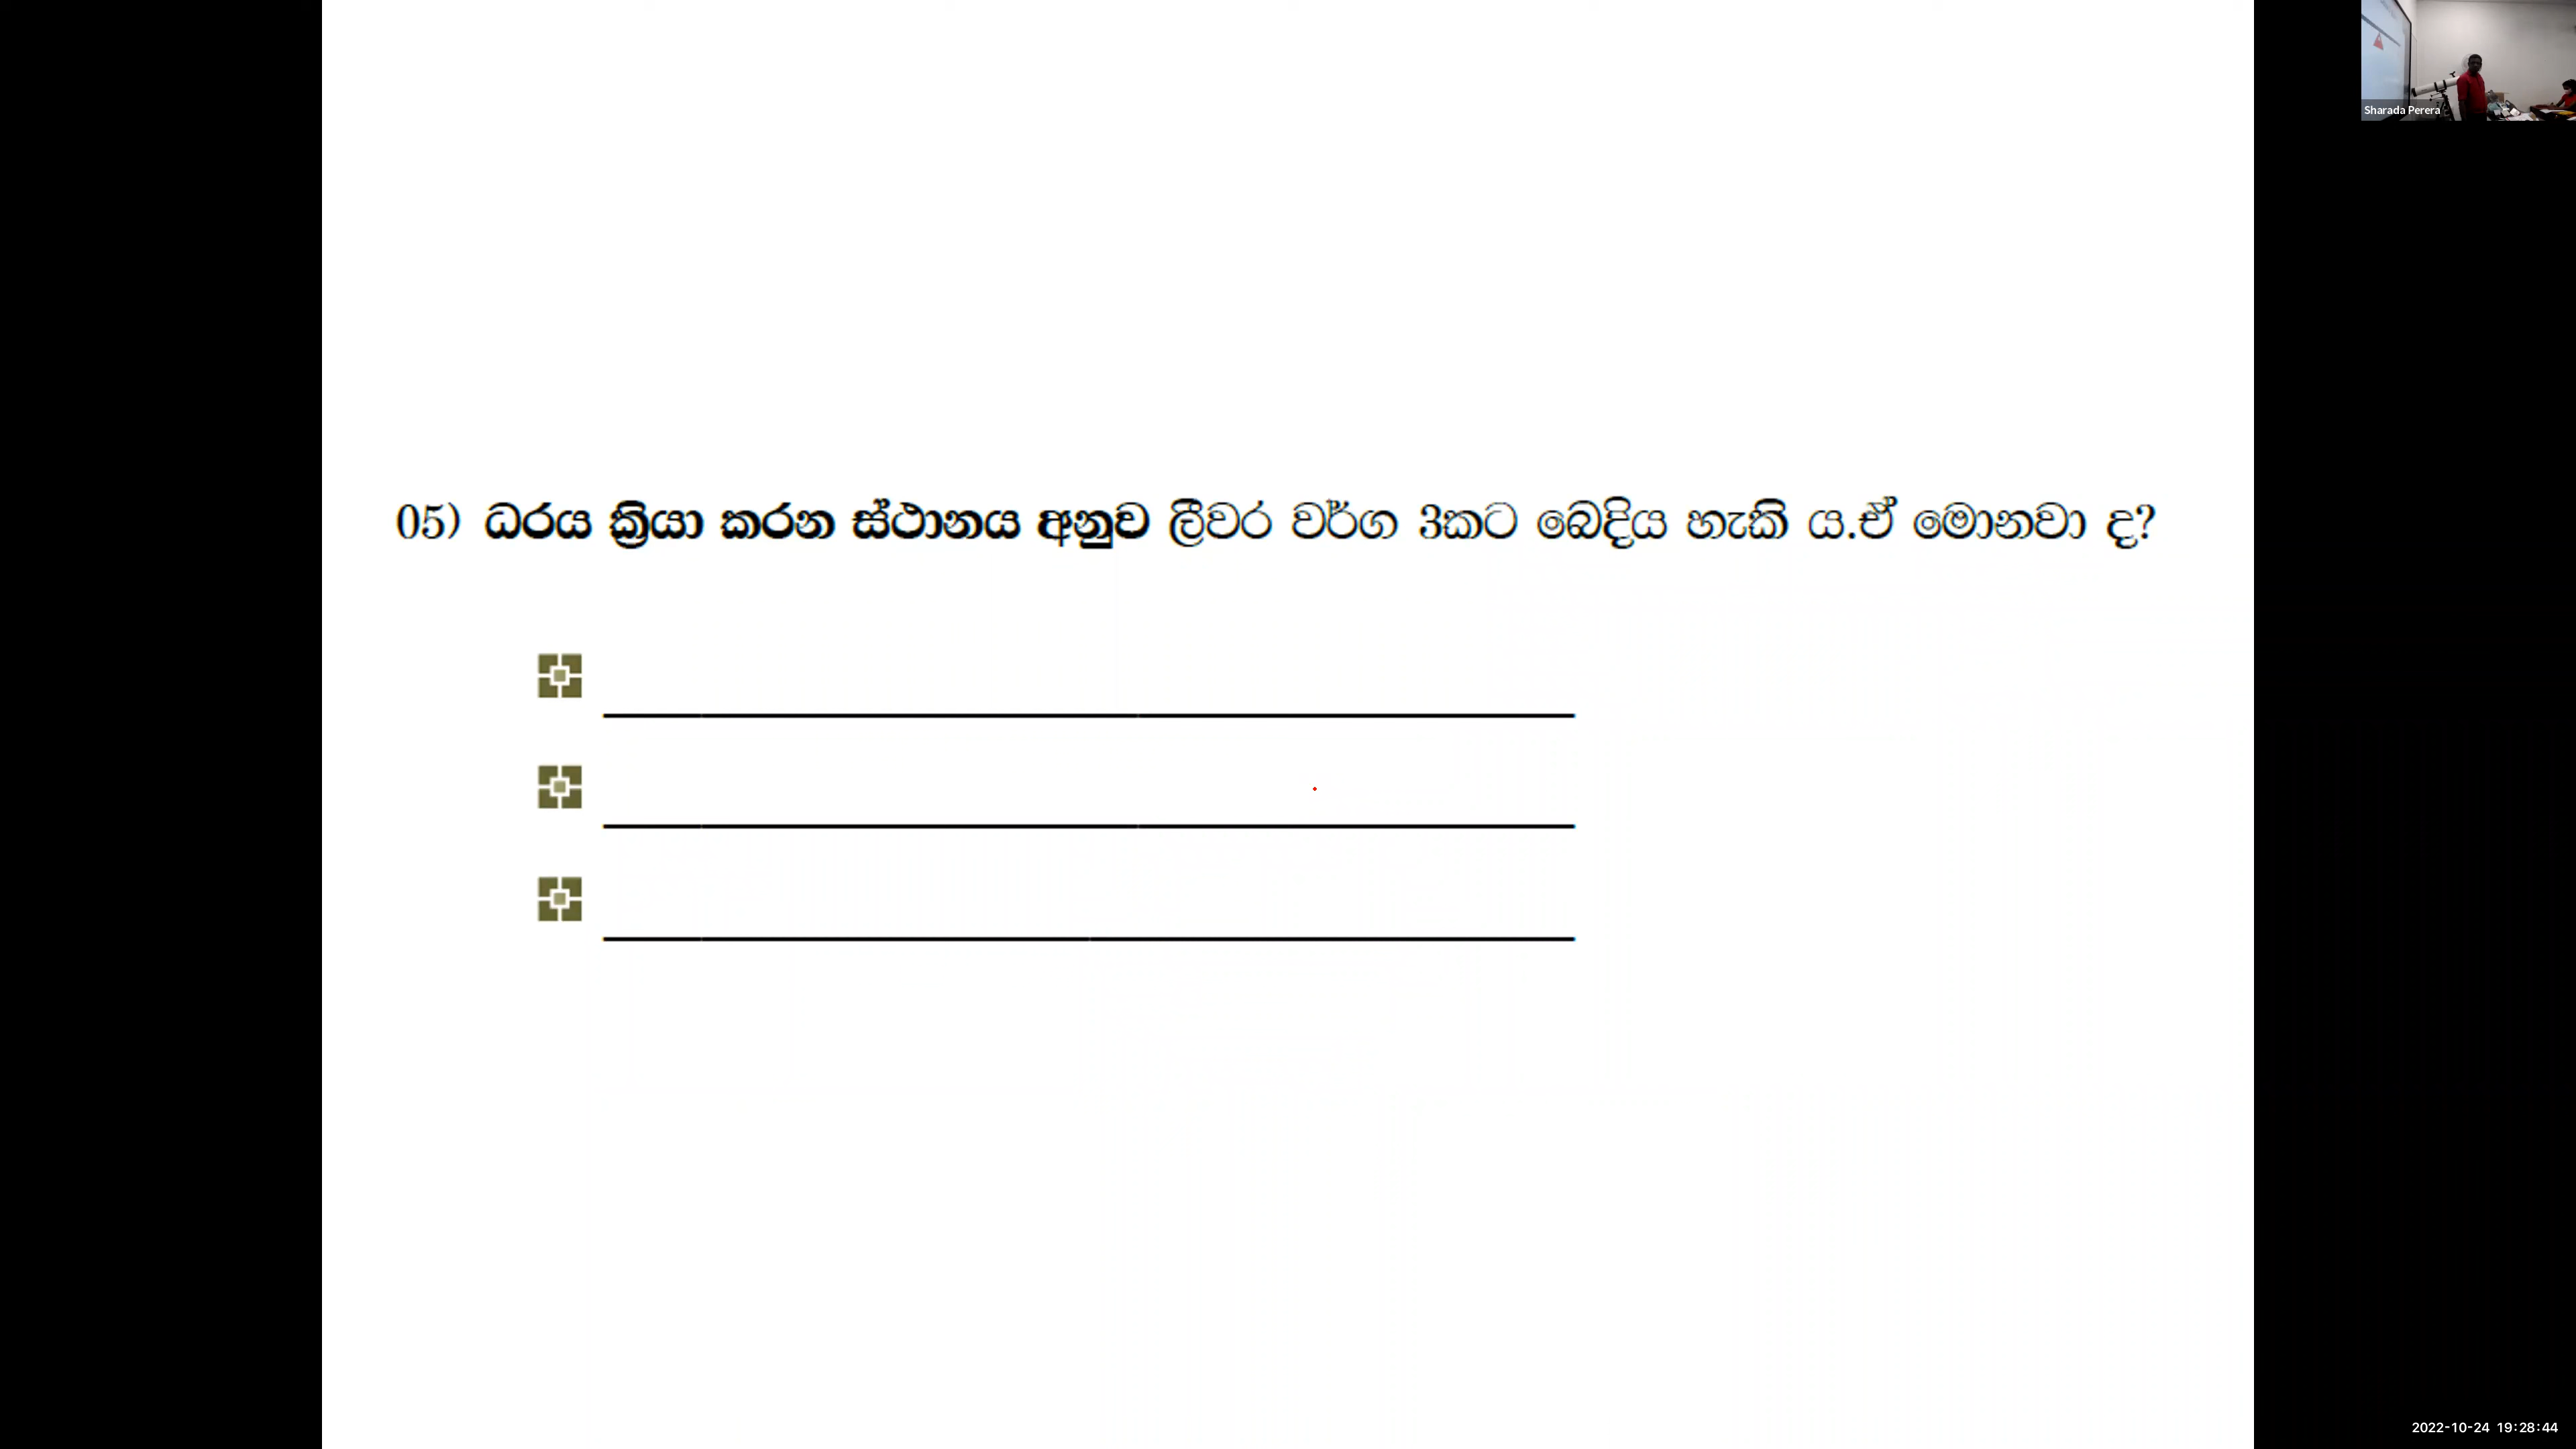 Sharada Perera
05) ධරය ක්‍රියා කරන ස්ථානය අනුව ලීවර වර්ග 3කට බෙදිය හැකි ය.ඒ මොනවා ද?
2022-10-24 19:28:44